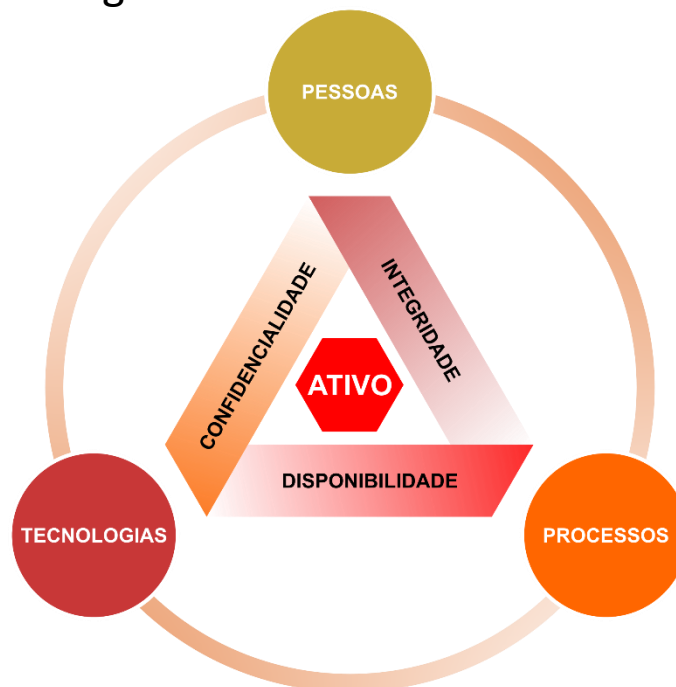 PESSOAS
CONFIDENCIALIDADE
INTEGRIDADE
ATIVO
DISPONIBILIDADE
TECNOLOGIAS
PROCESSOS